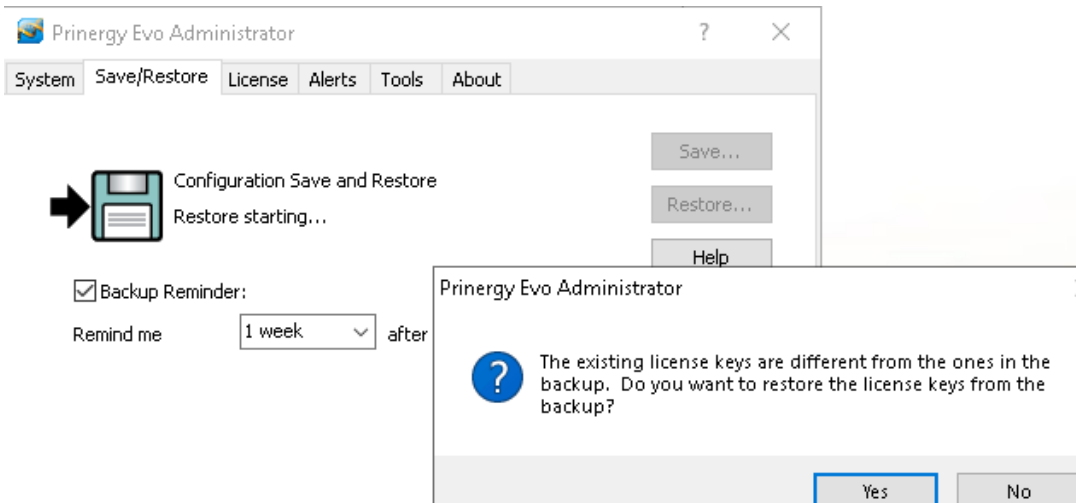 Prinergy Evo Administrator
?
System Save/Restore License Alerts Tools About
Save...
Configuration Save and Restore
Restore...
Restore starting...
Help
Backup Reminder:
Remind me 1 week after
Prinergy Evo Administrator
?
The existing license keys are different from the ones in the
backup. Do you want to restore the license keys from the
backup?
Yes No